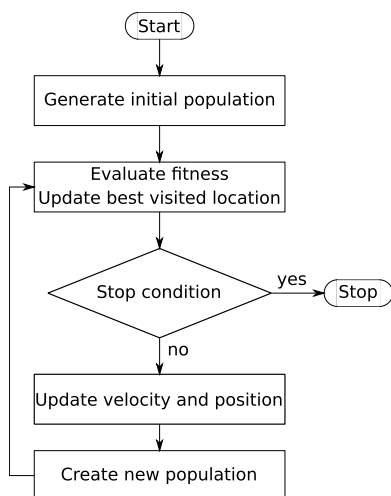 Start
Generate initial population
Evaluate fitness
Update best visited location
Stop condition
yes
Stop
no
Update velocity and position
Create new population